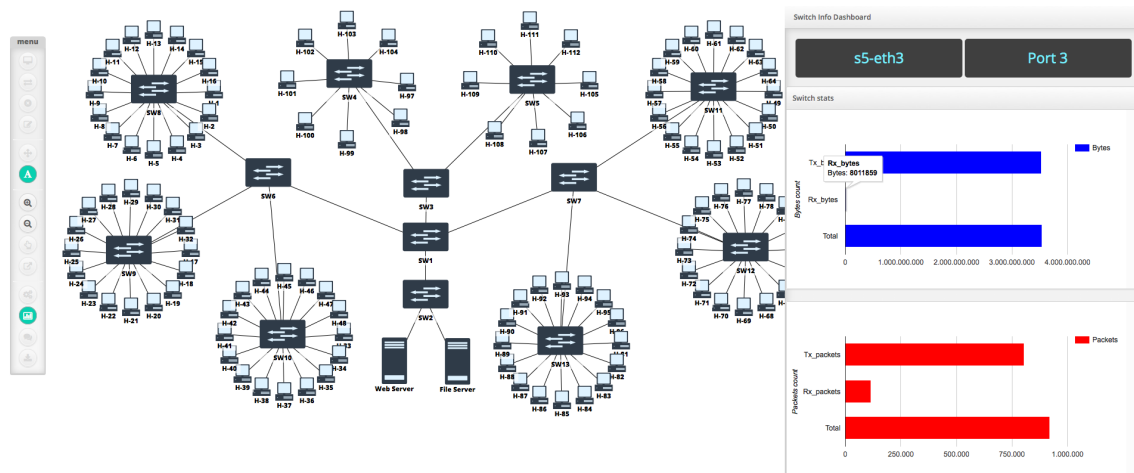 menu
H-103
H-104
H-97
H-98
H-99
H-100
H-101
SW4
H-111
H-112
H-105
H-106
H-107
H-108
H-109
H-110
SW5
H-13
H-14
H-15
H-16
H-1
H-2
H-3
H-4
H-5
H-6
H-7
H-8
H-9
H-10
H-11
H-12
SW8
H-61
H-62
H-63
H-64
H-49
H-50
H-51
H-52
H-53
H-54
H-55
H-56
H-57
H-58
H-59
H-60
SW11
SW6
SW3
SW7
SW1
SW2
H-29
H-30
H-31
H-32
H-17
H-18
H-19
H-20
H-21
H-22
H-23
H-24
H-25
H-26
H-27
H-28
SW9
H-45
H-46
H-47
H-48
H-33
H-34
H-35
H-36
H-37
H-38
H-39
H-40
H-41
H-42
H-43
H-44
SW10
Web Server
File Server
H-93
H-94
H-95
H-96
H-81
H-82
H-83
H-84
H-85
H-86
H-87
H-88
H-89
H-90
H-91
H-92
SW13
H-77
H-78
H-68
H-69
H-70
H-71
H-72
H-73
H-74
H-75
H-76
SW12
Switch Info Dashboard
s5-eth3
Port 3
Switch stats
Bytes
Bytes count
Tx_b
Rx_bytes
Bytes: 8011859
Rx_bytes
Total
0
1.000.000.000
2.000.000.000
3.000.000.000
4.000.000.000
Packets
Packets count
Tx_packets
Rx_packets
Total
0
250.000
500.000
750.000
1.000.000